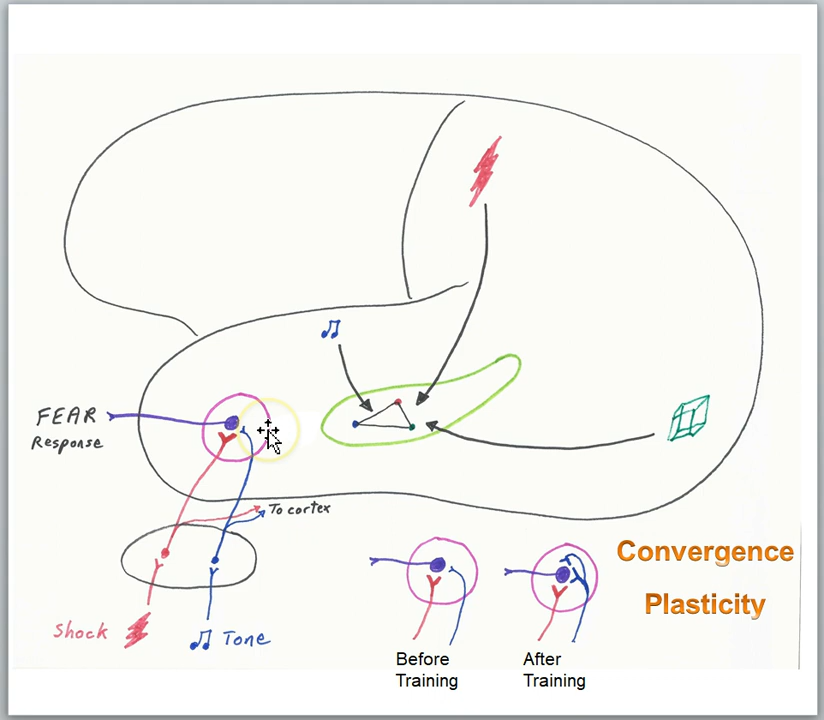 FEAR
Response
To cortex
Shock
Tone
Before
Training
After
Training
Convergence
Plasticity